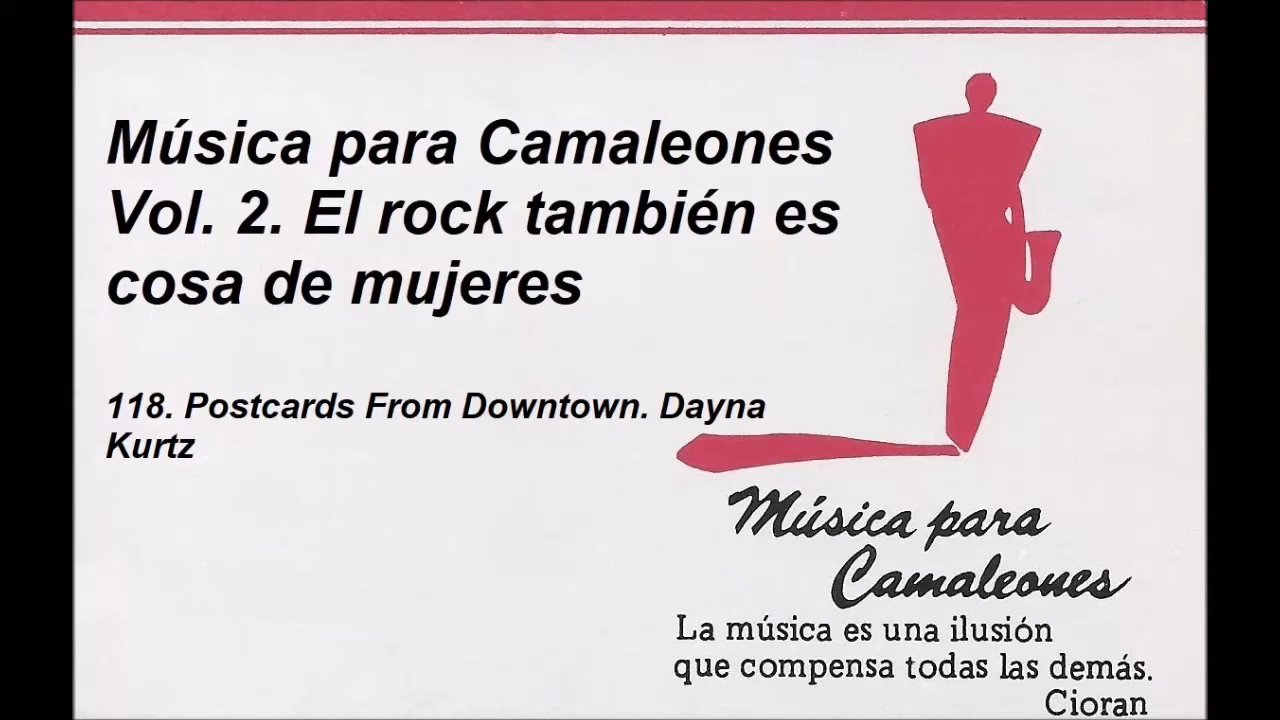 Música para Camaleones
Vol. 2. El rock también es
cosa de mujeres
118. Postcards From Downtown. Dayna
Kurtz
Música para
Camaleones
La música es una ilusión
que compensa todas las demás.
Cioran